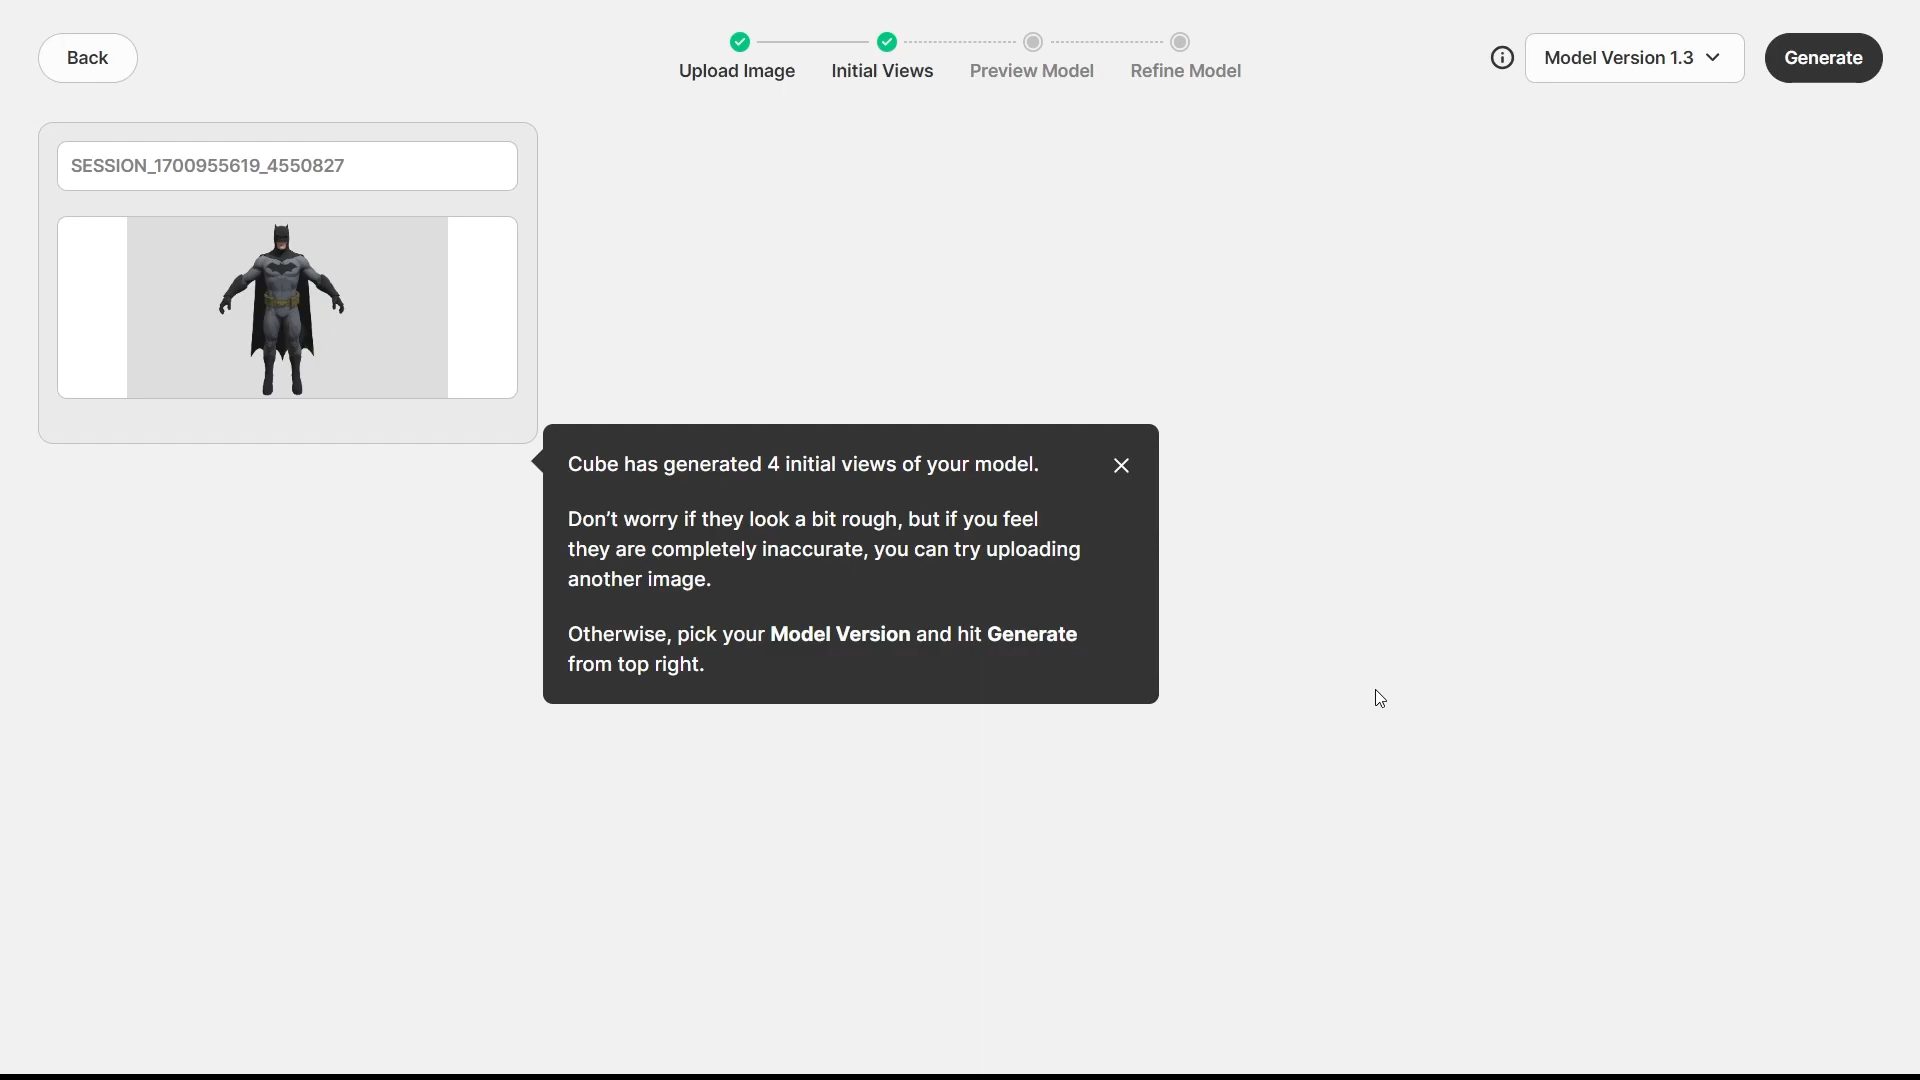 Back
Upload Image
Initial Views
Preview Model
Refine Model
Model Version 1.3
Generate
SESSION_1700955619_4550827
Cube has generated 4 initial views of your model.
Don’t worry if they look a bit rough, but if you feel
they are completely inaccurate, you can try uploading
another image.
Otherwise, pick your Model Version and hit Generate
from top right.